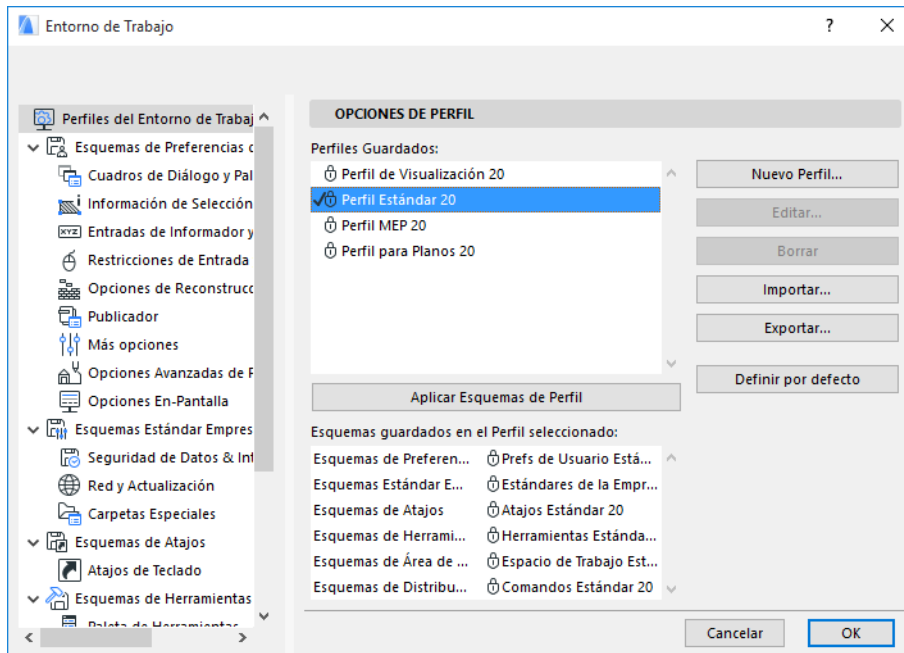 Entorno de Trabajo
?
Perfiles del Entorno de Trabaj
Esquemas de Preferencias d
Cuadros de Diálogo y Pal
Información de Selección
XYZ
Entradas de Informador y
Restricciones de Entrada
Opciones de Reconstrucc
Publicador
Más opciones
Opciones Avanzadas de
Opciones En-Pantalla
Esquemas Estándar Empres
Seguridad de Datos & Int
Red y Actualización
Carpetas Especiales
Esquemas de Atajos
Atajos de Teclado
Esquemas de Herramientas
Paleta de Herramientas
OPCIONES DE PERFIL
Perfiles Guardados:
Perfil de Visualización 20
Perfil Estándar 20
Perfil MEP 20
Perfil para Planos 20
Nuevo Perfil...
Editar...
Borrar
Importar...
Exportar...
Definir por defecto
Aplicar Esquemas de Perfil
Esquemas guardados en el Perfil seleccionado:
Esquemas de Preferen... Prefs de Usuario Está...
Esquemas Estándar E... Estándares de la Empr...
Esquemas de Atajos Atajos Estándar 20
Esquemas de Herrami... Herramientas Estánda...
Esquemas de Área de ... Espacio de Trabajo Est...
Esquemas de Distribu... Comandos Estándar 20
Cancelar
OK